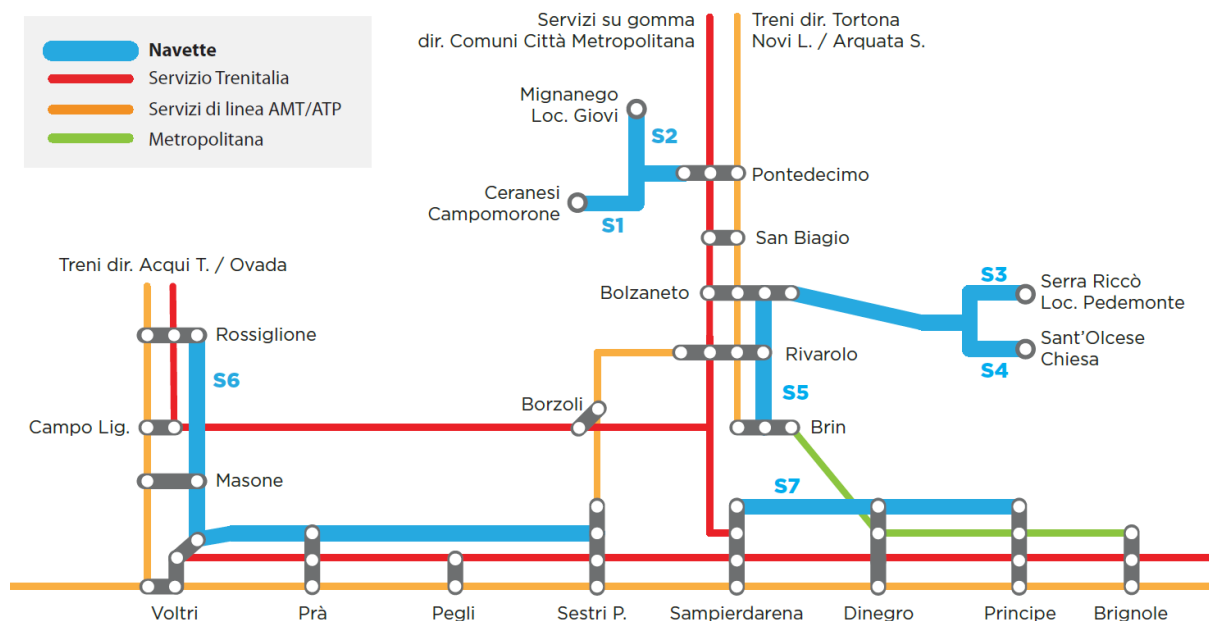 Navette
Servizio Trenitalia
Servizi di linea AMT/ATP
Metropolitana
Servizi su gomma
dir. Comuni Città Metropolitana
Treni dir. Tortona
Novi L. / Arquata S.
Mignanego
Loc. Giovi
S2
Pontedecimo
Ceranesi
Campomorone
S1
San Biagio
Treni dir. Acqui T. / Ovada
Bolzaneto
S3
Serra Riccò
Loc. Pedemonte
Rossiglione
Sant'Olcese
Chiesa
S4
Rivarolo
S6
S5
Borzoli
Campo Lig.
Brin
Masone
S7
Voltri
Prà
Pegli
Sestri P.
Sampierdarena
Dinegro
Principe
Brignole